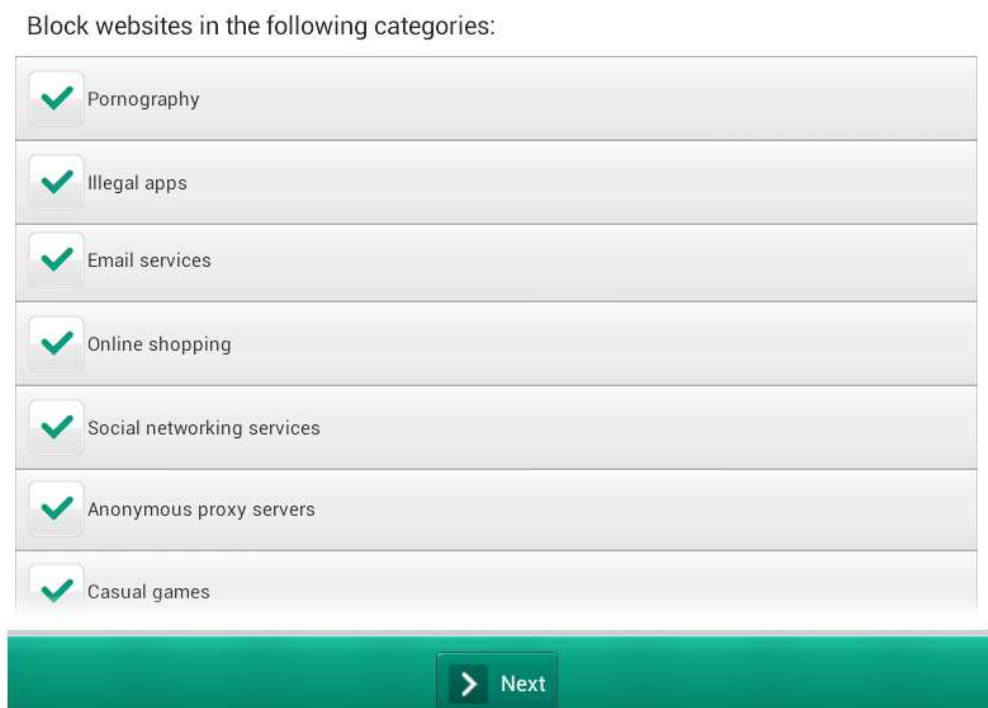 Block websites in the following categories:
Pornography
Illegal apps
Email services
Online shopping
Social networking services
Anonymous proxy servers
Casual games
Next